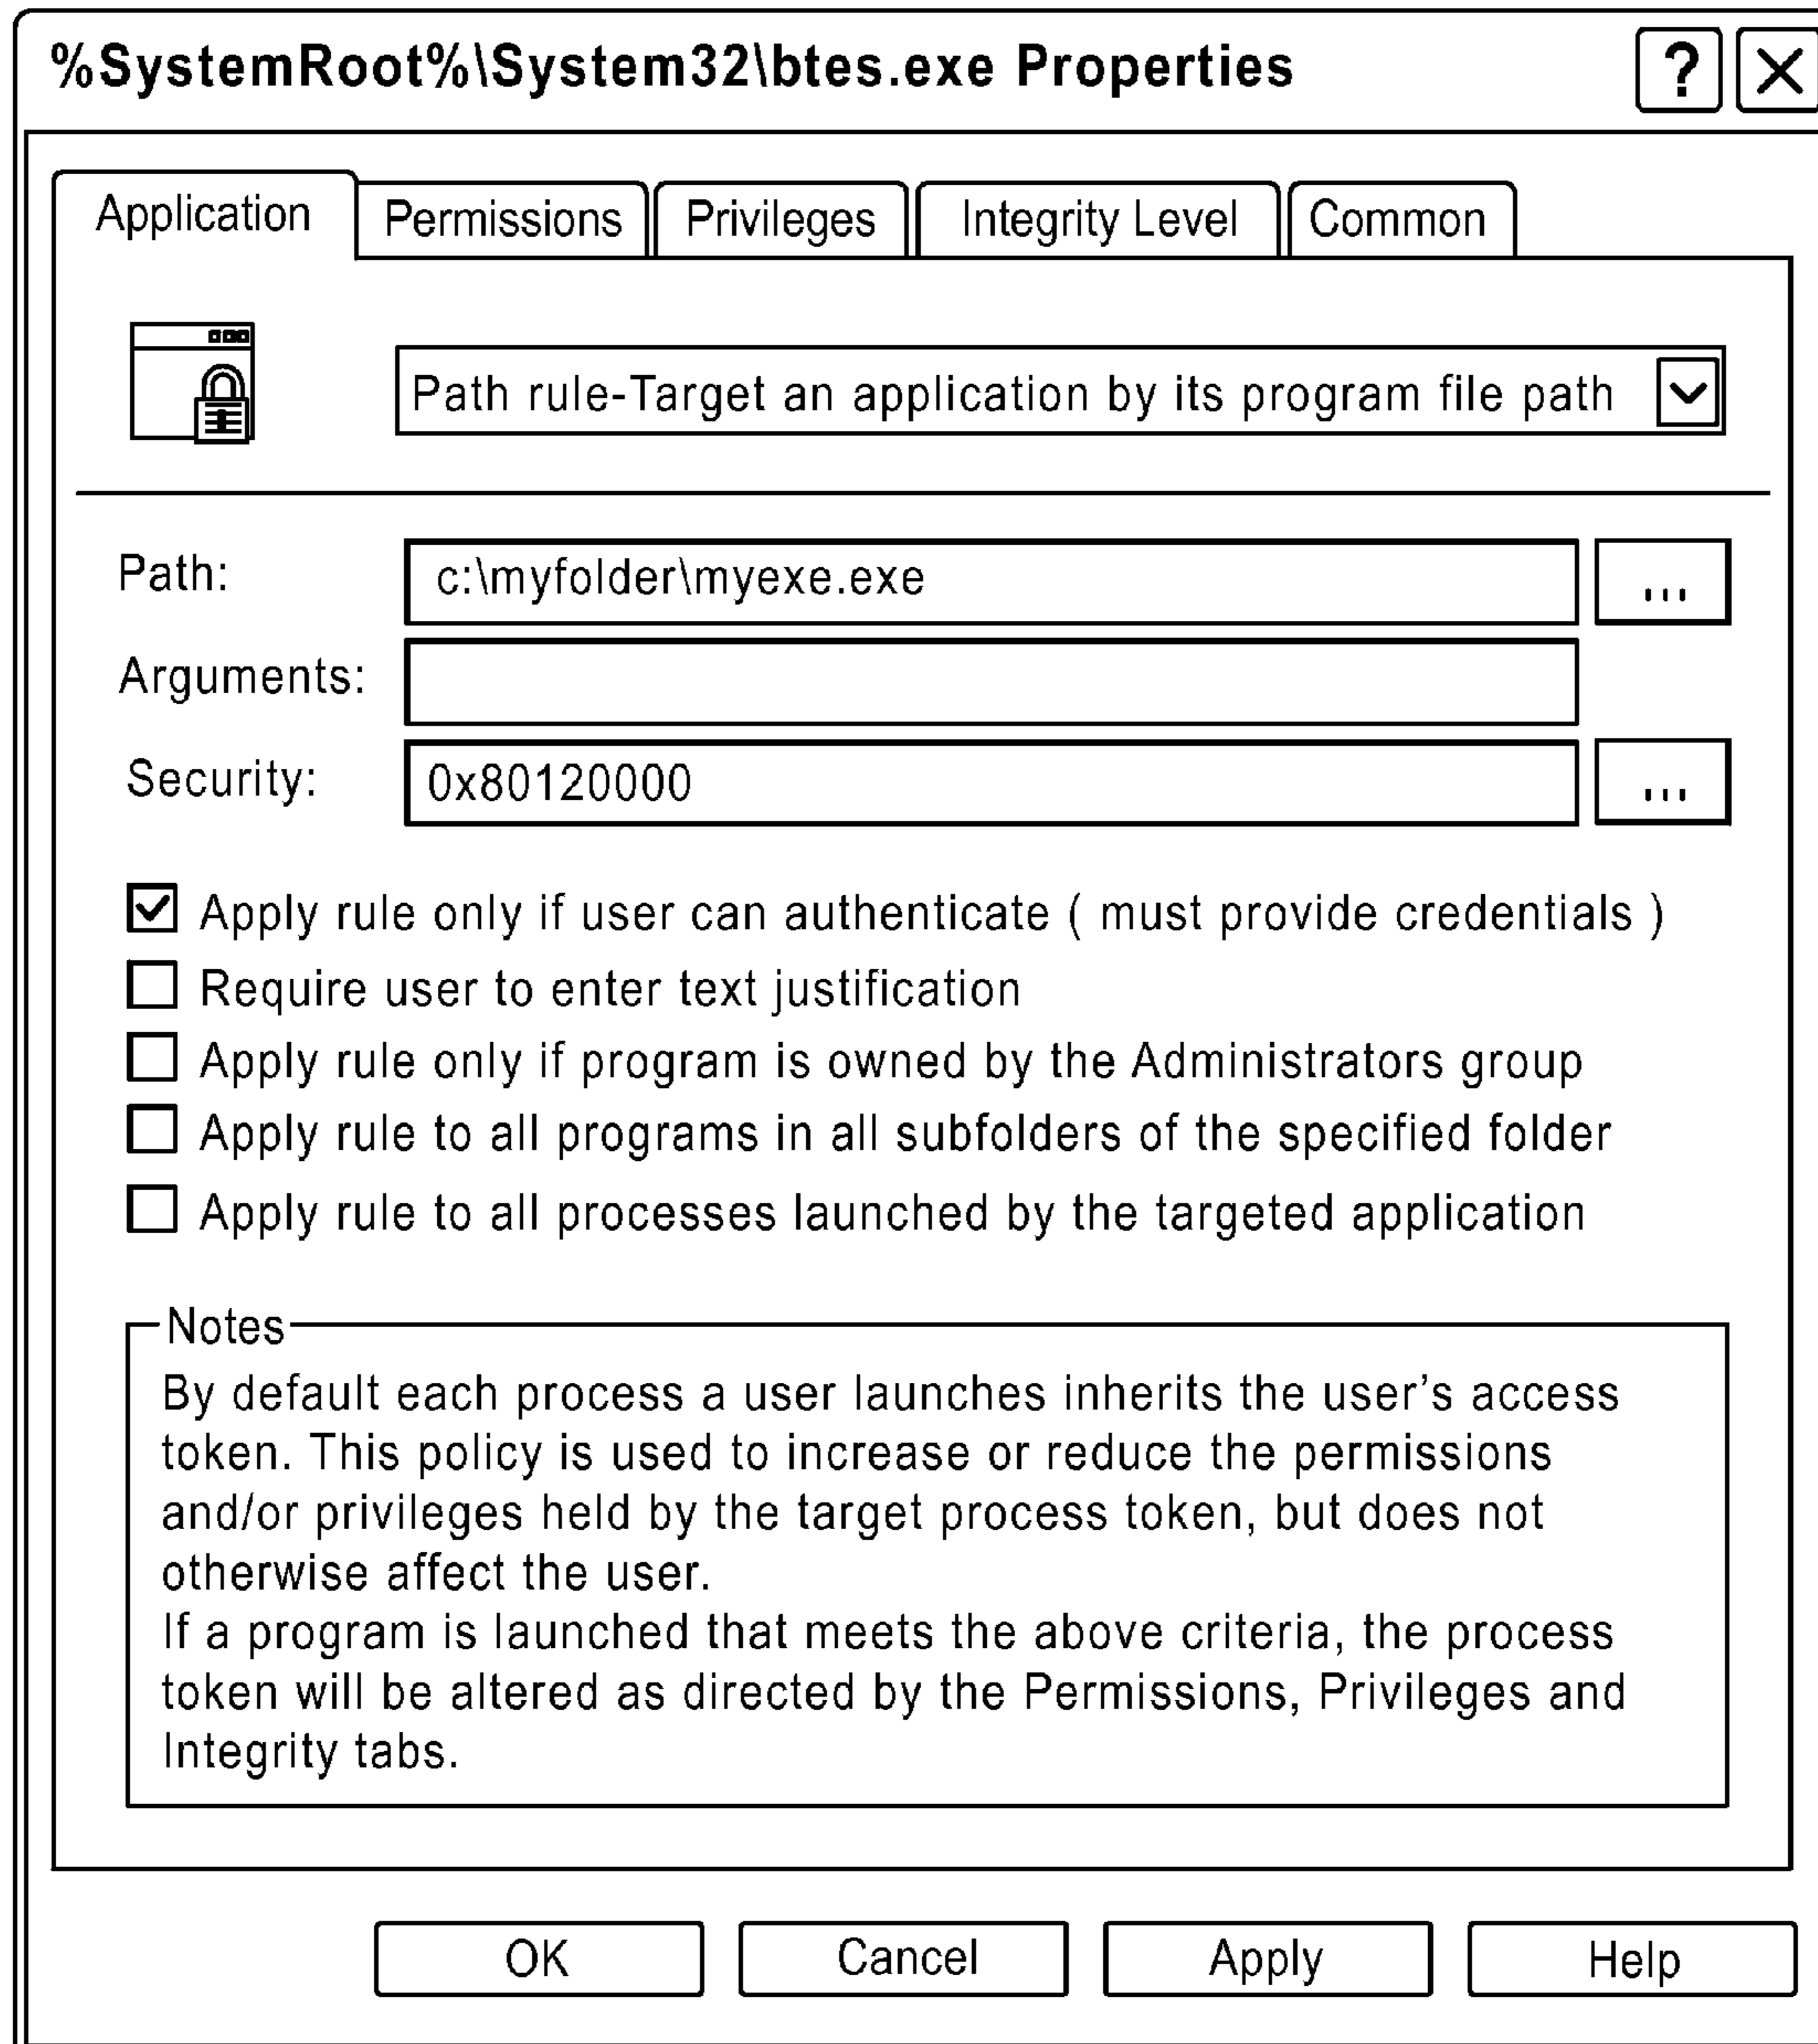 %SystemRoot%\System32\btes.exe Properties ?
Application Permissions Privileges Integrity Level Common
Path rule-Target an application by its program file path
Path: c:\myfolder\myexe.exe ...
Arguments:
Security: 0x80120000 ...
Apply rule only if user can authenticate ( must provide credentials )
Require user to enter text justification
Apply rule only if program is owned by the Administrators group
Apply rule to all programs in all subfolders of the specified folder
Apply rule to all processes launched by the targeted application
Notes
By default each process a user launches inherits the user's access
token. This policy is used to increase or reduce the permissions
and/or privileges held by the target process token, but does not
otherwise affect the user.
If a program is launched that meets the above criteria, the process
token will be altered as directed by the Permissions, Privileges and
Integrity tabs.
OK Cancel Apply Help